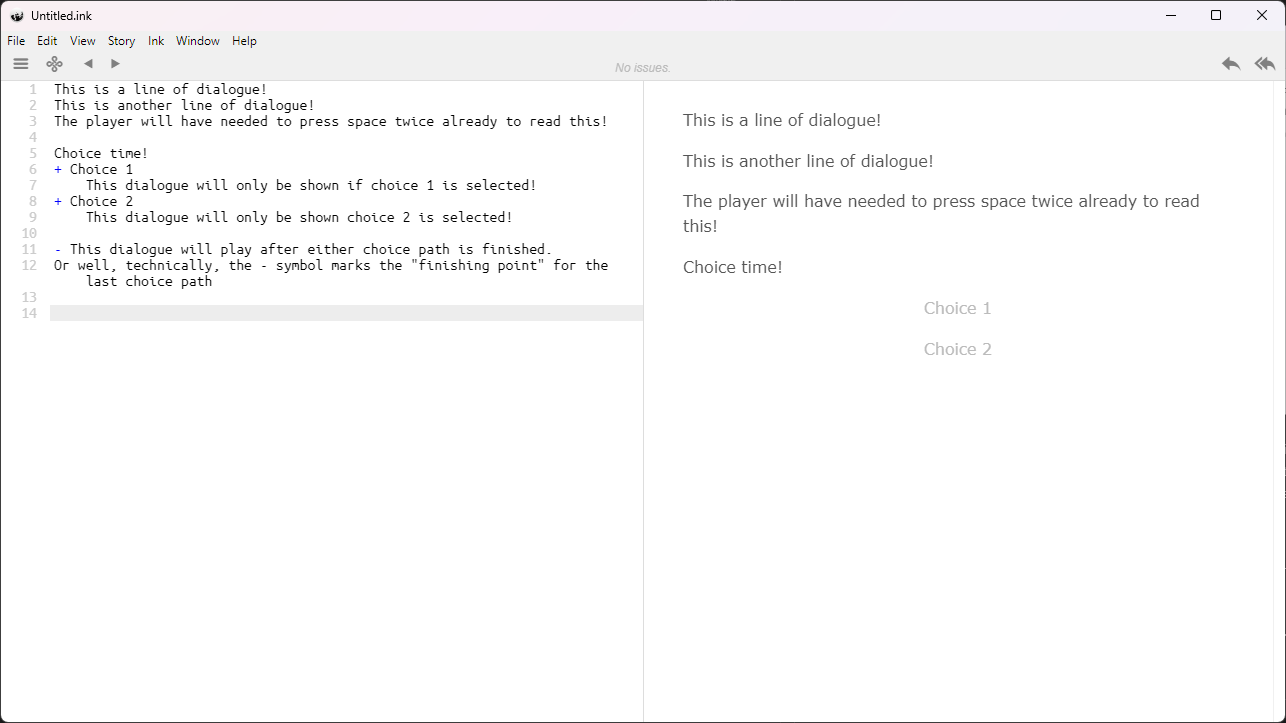 Untitled.ink
File Edit View Story Ink Window Help
No issues.
1 This is a line of dialogue!
2 This is another line of dialogue!
3 The player will have needed to press space twice already to read this!
4
5 Choice time!
6 + Choice 1
7 This dialogue will only be shown if choice 1 is selected!
8 + Choice 2
9 This dialogue will only be shown choice 2 is selected!
10
11 - This dialogue will play after either choice path is finished.
12 Or well, technically, the - symbol marks the "finishing point" for the
last choice path
13
14
This is a line of dialogue!
This is another line of dialogue!
The player will have needed to press space twice already to read
this!
Choice time!
Choice 1
Choice 2